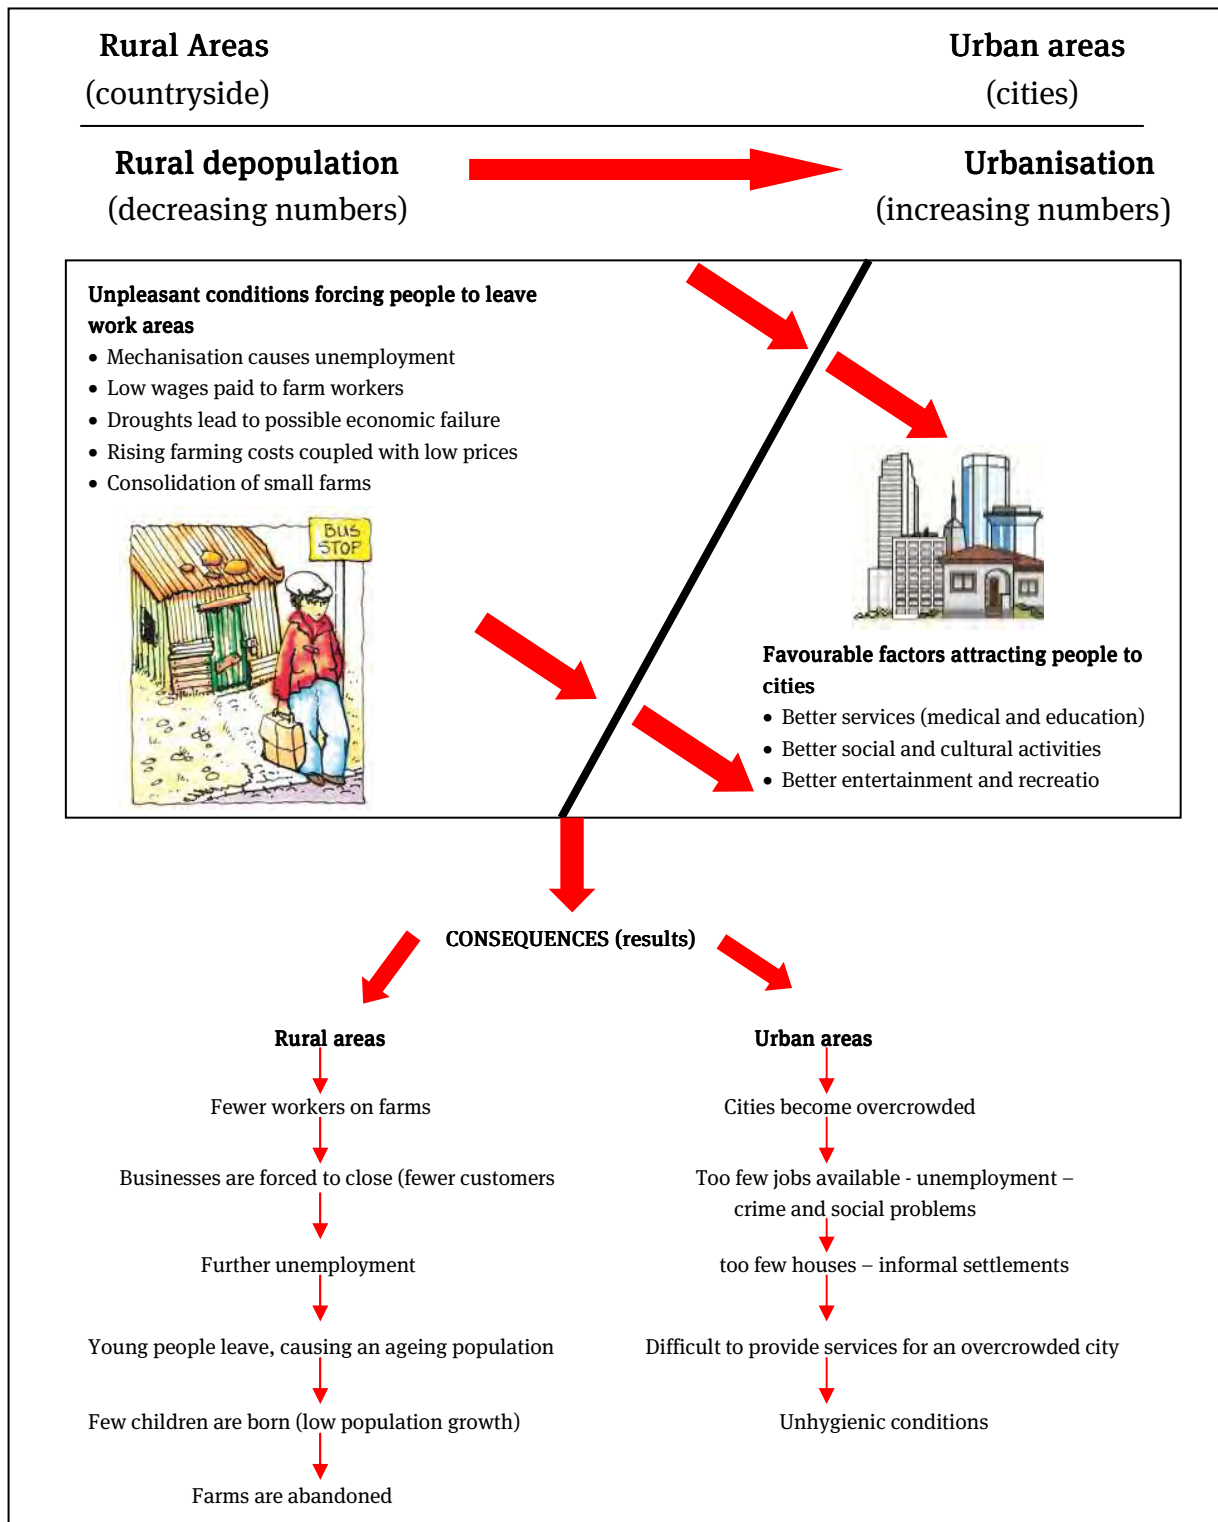 Rural Areas
(countryside)
Urban areas
(cities)
Rural depopulation
(decreasing numbers)
Urbanisation
(increasing numbers)
Unpleasant conditions forcing people to leave
work areas
• Mechanisation causes unemployment
• Low wages paid to farm workers
• Droughts lead to possible economic failure
• Rising farming costs coupled with low prices
• Consolidation of small farms
BUS
STOP
Favourable factors attracting people to
cities
• Better services (medical and education)
• Better social and cultural activities
• Better entertainment and recreatio
CONSEQUENCES (results)
Rural areas
Fewer workers on farms
Businesses are forced to close (fewer customers
Further unemployment
Young people leave, causing an ageing population
Few children are born (low population growth)
Farms are abandoned
Urban areas
Cities become overcrowded
Too few jobs available - unemployment –
crime and social problems
too few houses – informal settlements
Difficult to provide services for an overcrowded city
Unhygienic conditions